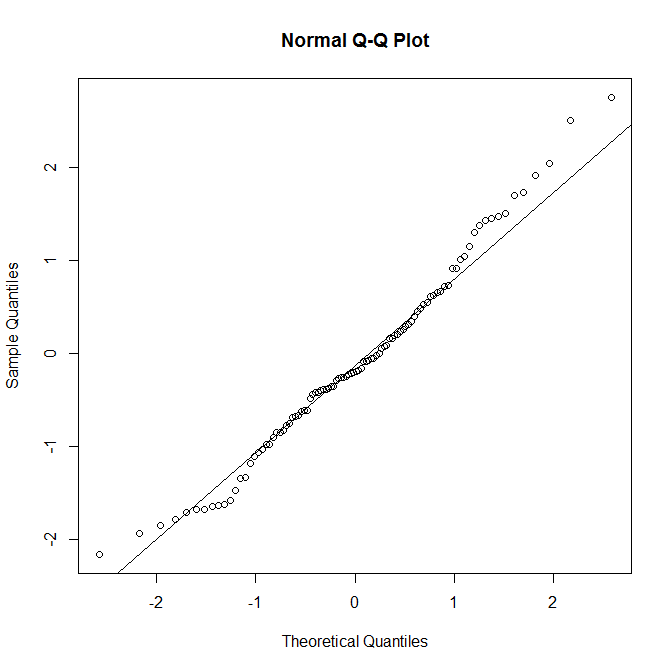 Normal Q-Q Plot
Sample Quantiles
2
1
0
-1
-2
-2 -1 0 1 2
Theoretical Quantiles